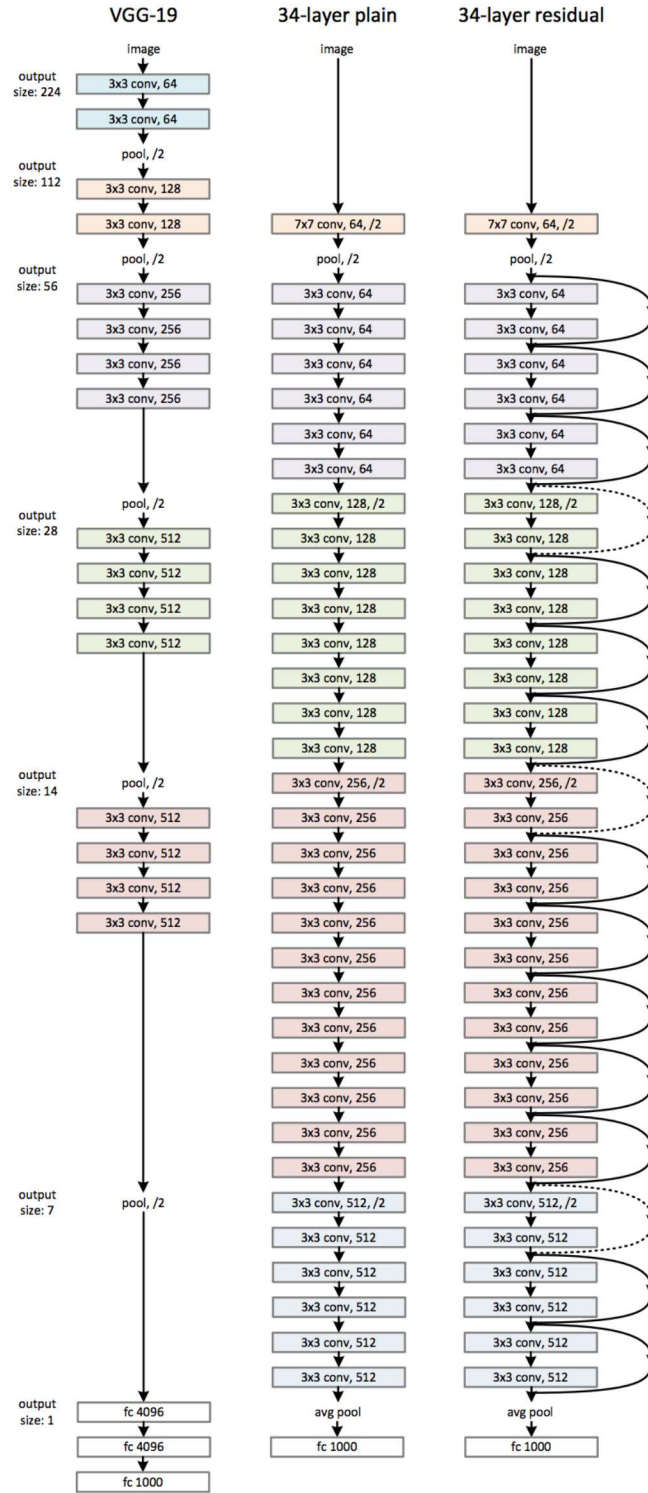 output
size: 224
output
size: 112
output
size: 56
output
size: 28
output
size: 14
output
size: 7
output
size: 1
VGG-19
image
3x3 conv, 64
3x3 conv, 64
pool, /2
3x3 conv, 128
3x3 conv, 128
pool, /2
3x3 conv, 256
3x3 conv, 256
3x3 conv, 256
3x3 conv, 256
pool, /2
3x3 conv, 512
3x3 conv, 512
3x3 conv, 512
3x3 conv, 512
pool, /2
3x3 conv, 512
3x3 conv, 512
3x3 conv, 512
3x3 conv, 512
pool, /2
fc 4096
fc 4096
fc 1000
34-layer plain
image
7x7 conv, 64, /2
pool, /2
3x3 conv, 64
3x3 conv, 64
3x3 conv, 64
3x3 conv, 64
3x3 conv, 64
3x3 conv, 64
3x3 conv, 128, /2
3x3 conv, 128
3x3 conv, 128
3x3 conv, 128
3x3 conv, 128
3x3 conv, 128
3x3 conv, 128
3x3 conv, 128
3x3 conv, 256, /2
3x3 conv, 256
3x3 conv, 256
3x3 conv, 256
3x3 conv, 256
3x3 conv, 256
3x3 conv, 256
3x3 conv, 256
3x3 conv, 256
3x3 conv, 256
3x3 conv, 256
3x3 conv, 256
3x3 conv, 512, /2
3x3 conv, 512
3x3 conv, 512
3x3 conv, 512
3x3 conv, 512
3x3 conv, 512
avg pool
fc 1000
34-layer residual
image
7x7 conv, 64, /2
pool, /2
3x3 conv, 64
3x3 conv, 64
3x3 conv, 64
3x3 conv, 64
3x3 conv, 64
3x3 conv, 64
3x3 conv, 128, /2
3x3 conv, 128
3x3 conv, 128
3x3 conv, 128
3x3 conv, 128
3x3 conv, 128
3x3 conv, 128
3x3 conv, 128
3x3 conv, 256, /2
3x3 conv, 256
3x3 conv, 256
3x3 conv, 256
3x3 conv, 256
3x3 conv, 256
3x3 conv, 256
3x3 conv, 256
3x3 conv, 256
3x3 conv, 256
3x3 conv, 256
3x3 conv, 256
3x3 conv, 512, /2
3x3 conv, 512
3x3 conv, 512
3x3 conv, 512
3x3 conv, 512
3x3 conv, 512
avg pool
fc 1000